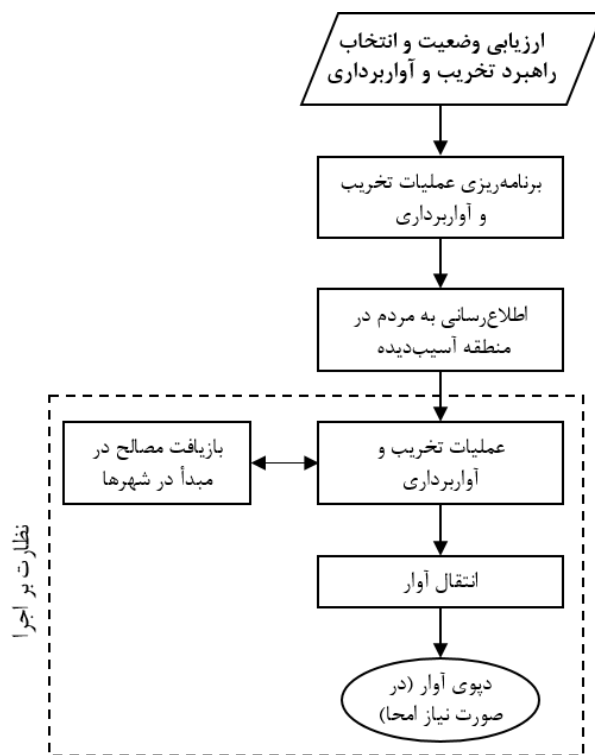 ارزیابی وضعیت و انتخاب
راهبرد تخریب و آواربرداری
برنامه‌ریزی عملیات تخریب
و آواربرداری
اطلاع‌رسانی به مردم در
منطقه آسیب‌دیده
عملیات تخریب و
آواربرداری
بازیافت مصالح در
مبدأ در شهرها
انتقال آوار
دپوی آوار (در
صورت نیاز امحا)
نظارت بر اجرا